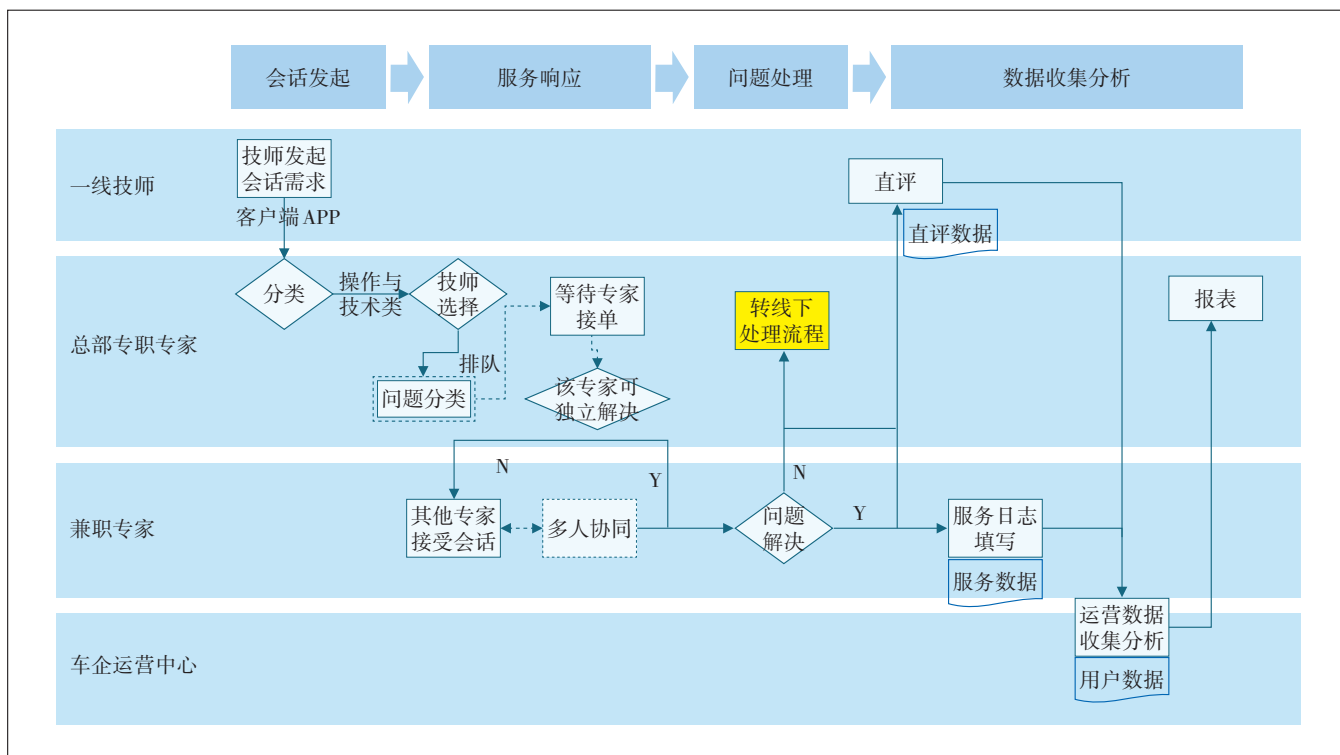 会话发起
服务响应
问题处理
数据收集分析
一线技师
技师发起
会话需求
客户端APP
直评
直评数据
总部专职专家
分类
操作与
技术类
技师
选择
排队
问题分类
等待专家
接单
该专家可
独立解决
转线下
处理流程
报表
兼职专家
N
Y
其他专家
接受会话
多人协同
N
问题
解决
Y
服务日志
填写
服务数据
车企运营中心
运营数据
收集分析
用户数据